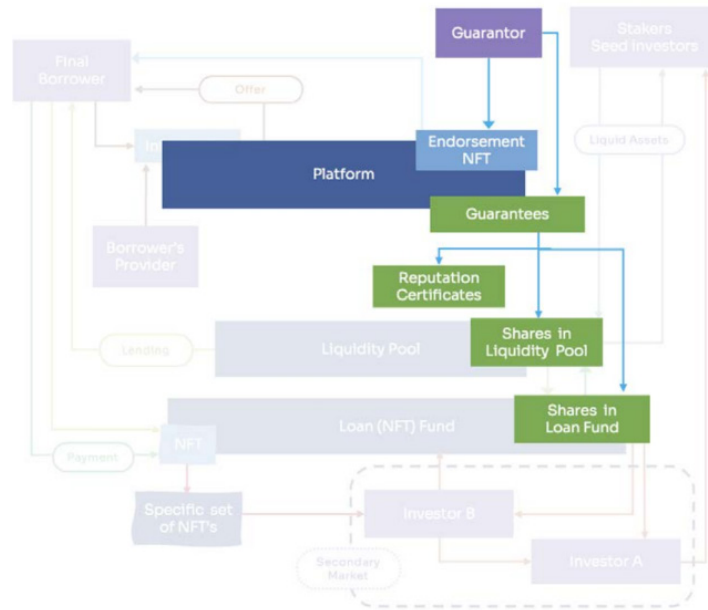 Guarantor
Stakers
Seed Investors
Final
Borrower
Offer
In
Endorsement
NFT
Liquid Assets
Platform
Guarantees
Borrower's
Provider
Reputation
Certificates
Shares in
Liquidity Pool
Liquidity Pool
Lending
Shares in
Loan Fund
Loan (NFT) Fund
NFT
Payment
Specific set
of NFT's
Investor B
Investor A
Secondary
Market